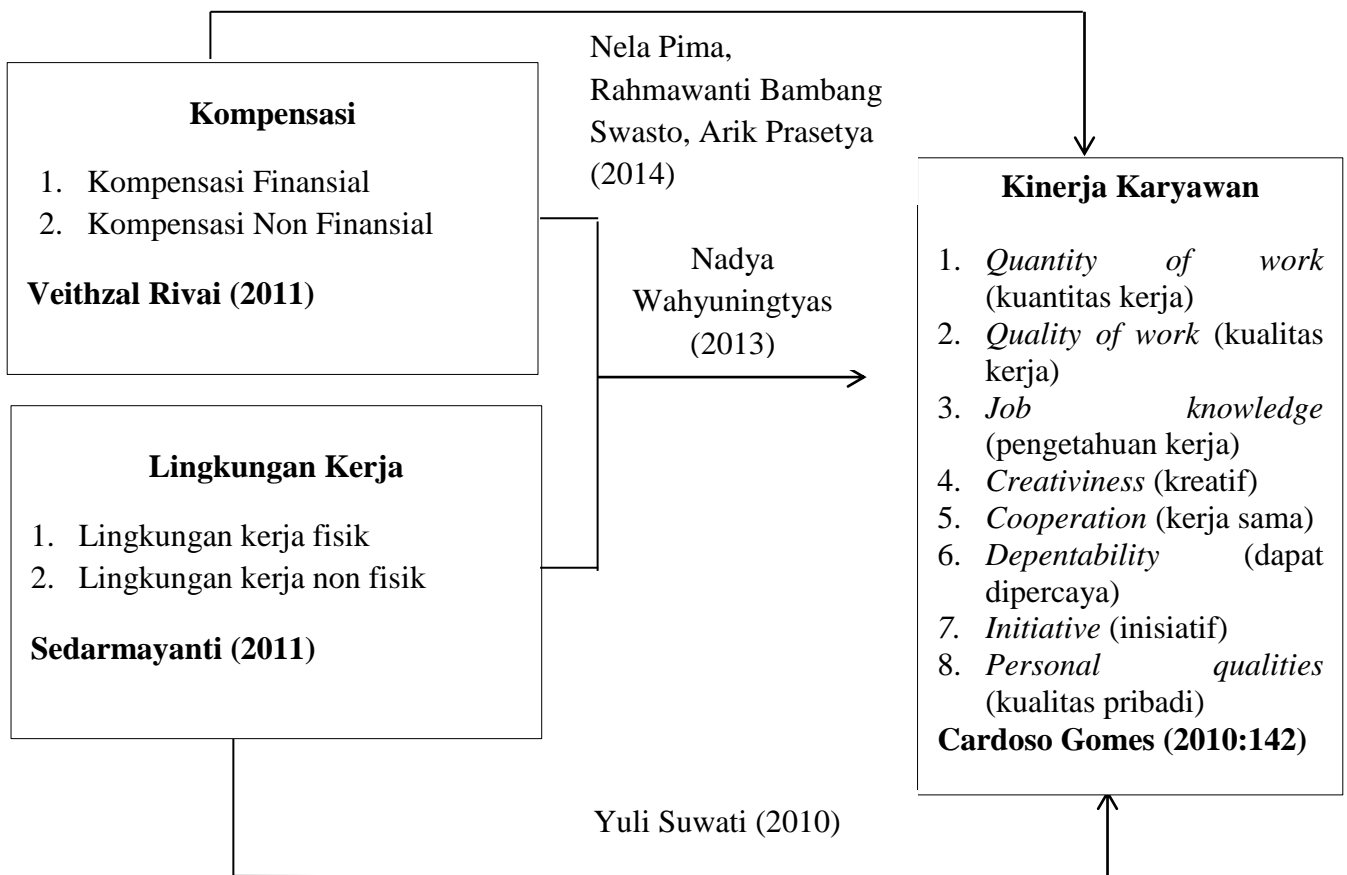 Kompensasi
1. Kompensasi Finansial
2. Kompensasi Non Finansial
Veithzal Rivai (2011)
Lingkungan Kerja
1. Lingkungan kerja fisik
2. Lingkungan kerja non fisik
Sedarmayanti (2011)
Nela Pima,
Rahmawanti Bambang
Swasto, Arik Prasetya
(2014)
Nadya
Wahyuningtyas
(2013)
Yuli Suwati (2010)
Kinerja Karyawan
1. Quantity of work
(kuantitas kerja)
2. Quality of work (kualitas
kerja)
3. Job knowledge
(pengetahuan kerja)
4. Creativiness (kreatif)
5. Cooperation (kerja sama)
6. Depentability (dapat
dipercaya)
7. Initiative (inisiatif)
8. Personal qualities
(kualitas pribadi)
Cardoso Gomes (2010:142)